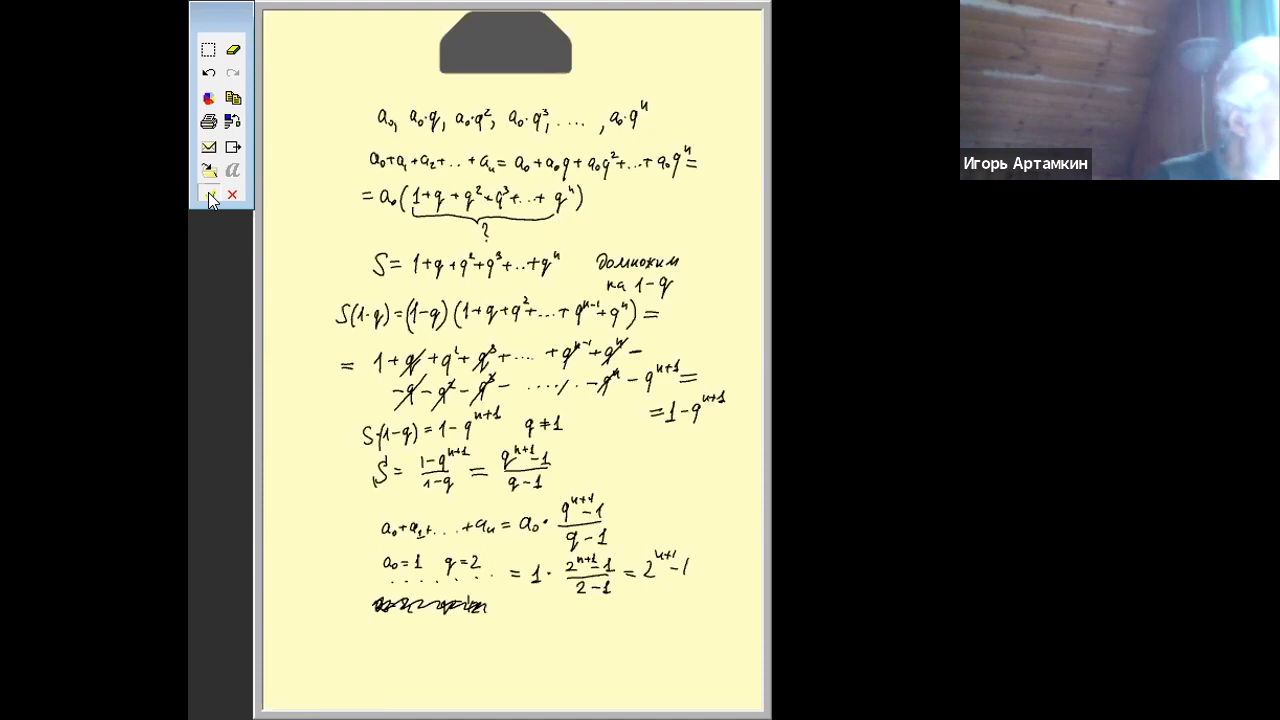 a₀, a₀·q, a₀·q², a₀·q³, ...., a₀·qⁿ
a₀+a₁+a₂+...+aₙ = a₀+a₀q+a₀q²+...+a₀qⁿ=
= a₀(1+q+q²+q³+...+qⁿ)
?
S= 1+q+q²+q³+...+qⁿ домножим
на 1-q
S(1-q)=(1-q)(1+q+q²+...+qⁿ⁻¹+qⁿ)=
= 1+q+q²+q³+....+qⁿ⁻¹+qⁿ-
-q-q²-q³-.....-qⁿ-qⁿ⁺¹=
=1-qⁿ⁺¹
S(1-q)=1-qⁿ⁺¹ q≠1
S= (1-qⁿ⁺¹)/(1-q) = (qⁿ⁺¹-1)/(q-1)
a₀+a₁+...+aₙ = a₀· (qⁿ⁺¹-1)/(q-1)
a₀=1 q=2
....... = 1· (2ⁿ⁺¹-1)/(2-1) = 2ⁿ⁺¹-1
Игорь Артамкин